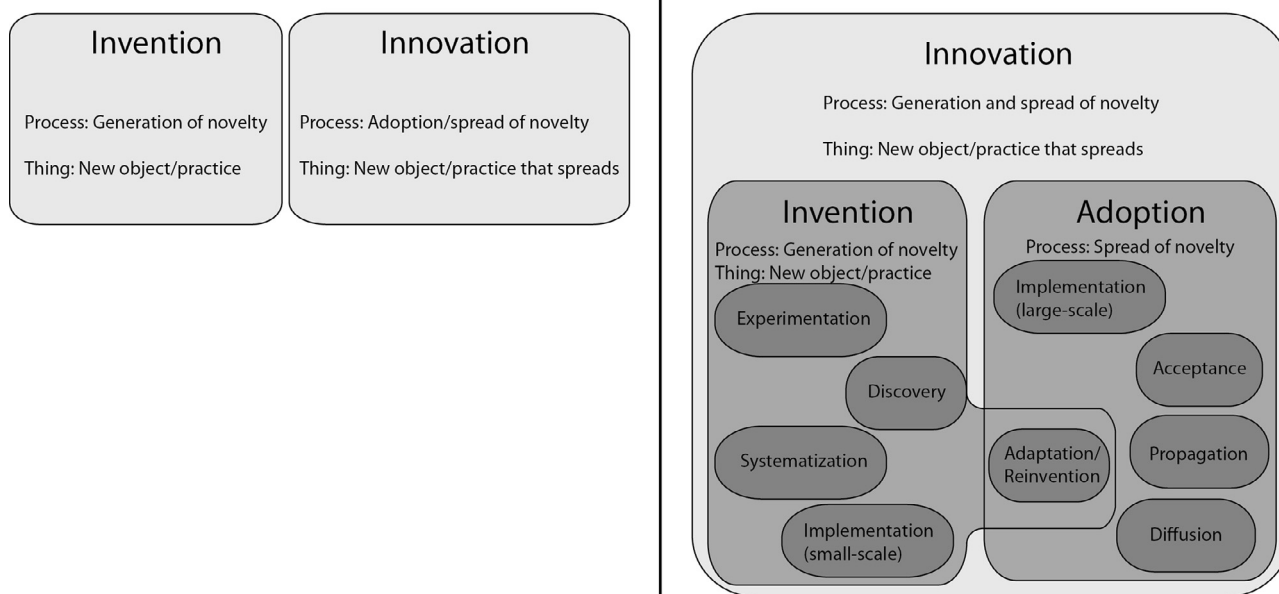 Invention
Process: Generation of novelty
Thing: New object/practice
Innovation
Process: Adoption/spread of novelty
Thing: New object/practice that spreads
Innovation
Process: Generation and spread of novelty
Thing: New object/practice that spreads
Invention
Process: Generation of novelty
Thing: New object/practice
Experimentation
Discovery
Systematization
Implementation
(small-scale)
Adaptation/
Reinvention
Adoption
Process: Spread of novelty
Implementation
(large-scale)
Acceptance
Propagation
Diffusion